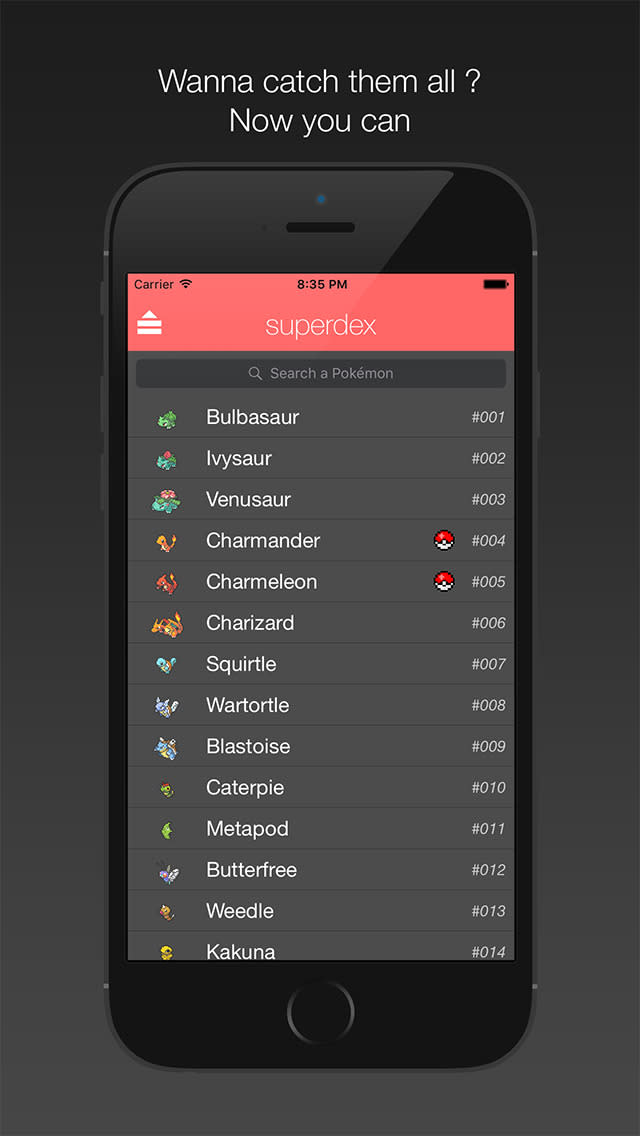 Wanna catch them all ?
Now you can
Carrier 8:35 PM
superdex
Search a Pokémon
Bulbasaur #001
Ivysaur #002
Venusaur #003
Charmander #004
Charmeleon #005
Charizard #006
Squirtle #007
Wartortle #008
Blastoise #009
Caterpie #010
Metapod #011
Butterfree #012
Weedle #013
Kakuna #014